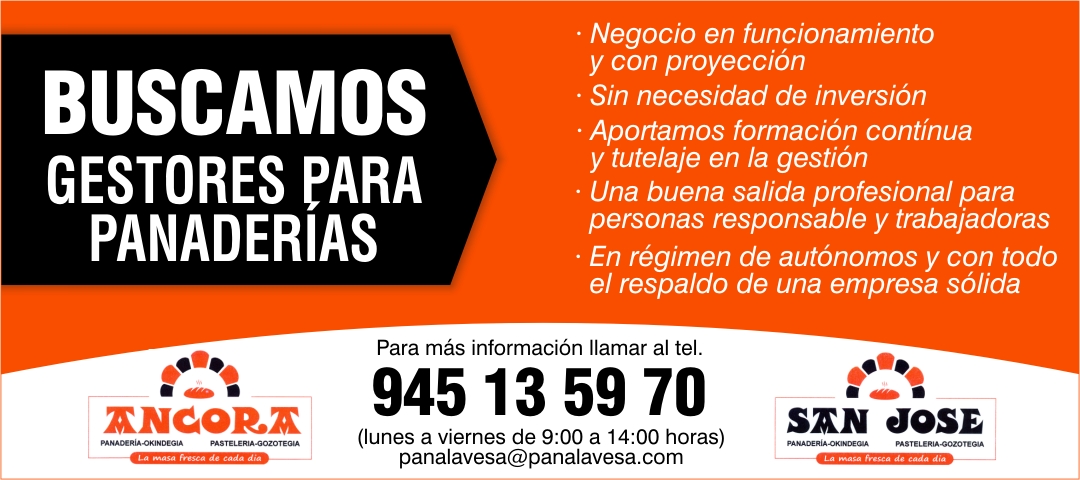 BUSCAMOS
GESTORES PARA
PANADERÍAS
· Negocio en funcionamiento
y con proyección
· Sin necesidad de inversión
· Aportamos formación contínua
y tutelaje en la gestión
· Una buena salida profesional para
personas responsable y trabajadoras
· En régimen de autónomos y con todo
el respaldo de una empresa sólida
Para más información llamar al tel.
945 13 59 70
(lunes a viernes de 9:00 a 14:00 horas)
panalavesa@panalavesa.com
ANCORA
PANADERÍA-OKINDEGIA PASTELERIA-GOZOTEGIA
La masa fresca de cada día
SAN JOSE
PANADERÍA-OKINDEGIA PASTELERIA-GOZOTEGIA
La masa fresca de cada día